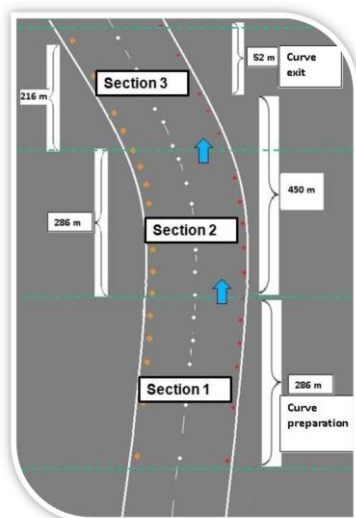 52 m
Curve
exit
Section 3
216 m
450 m
286 m
Section 2
Section 1
286 m
Curve
preparation